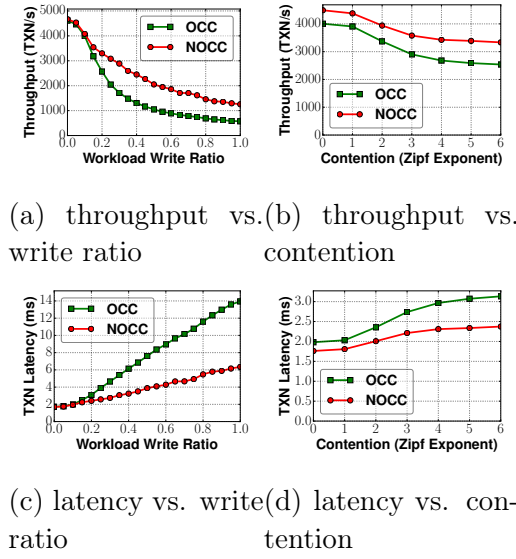 5000
4000
3000
2000
1000
0
0.0 0.2 0.4 0.6 0.8 1.0
Throughput (TXN/s)
Workload Write Ratio
OCC
NOCC
4000
3000
2000
1000
0
0 1 2 3 4 5 6
Throughput (TXN/s)
Contention (Zipf Exponent)
OCC
NOCC
(a) throughput vs.
write ratio
(b) throughput vs.
contention
14
12
10
8
6
4
2
0
0.0 0.2 0.4 0.6 0.8 1.0
TXN Latency (ms)
Workload Write Ratio
OCC
NOCC
3.0
2.5
2.0
1.5
1.0
0.5
0.0
0 1 2 3 4 5 6
TXN Latency (ms)
Contention (Zipf Exponent)
OCC
NOCC
(c) latency vs. write
ratio
(d) latency vs. con-
tention